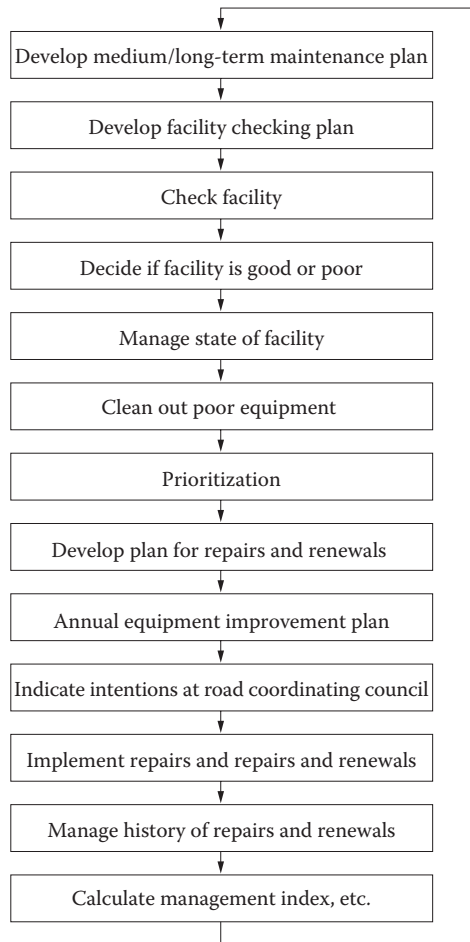 Develop medium/long-term maintenance plan
Develop facility checking plan
Check facility
Decide if facility is good or poor
Manage state of facility
Clean out poor equipment
Prioritization
Develop plan for repairs and renewals
Annual equipment improvement plan
Indicate intentions at road coordinating council
Implement repairs and repairs and renewals
Manage history of repairs and renewals
Calculate management index, etc.